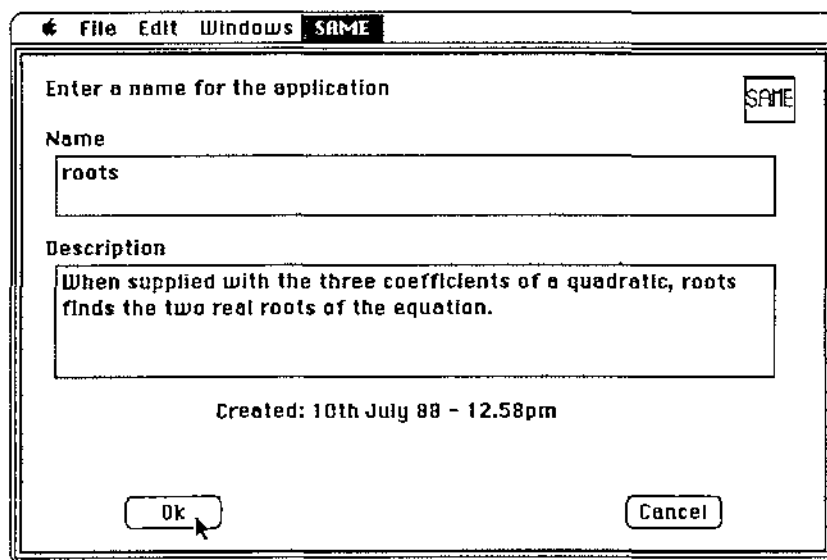 File Edit Windows SAME
Enter a name for the application
SAME
Name
roots
Description
When supplied with the three coefficients of a quadratic, roots
finds the two real roots of the equation.
Created: 10th July 88 - 12.58pm
Ok
Cancel